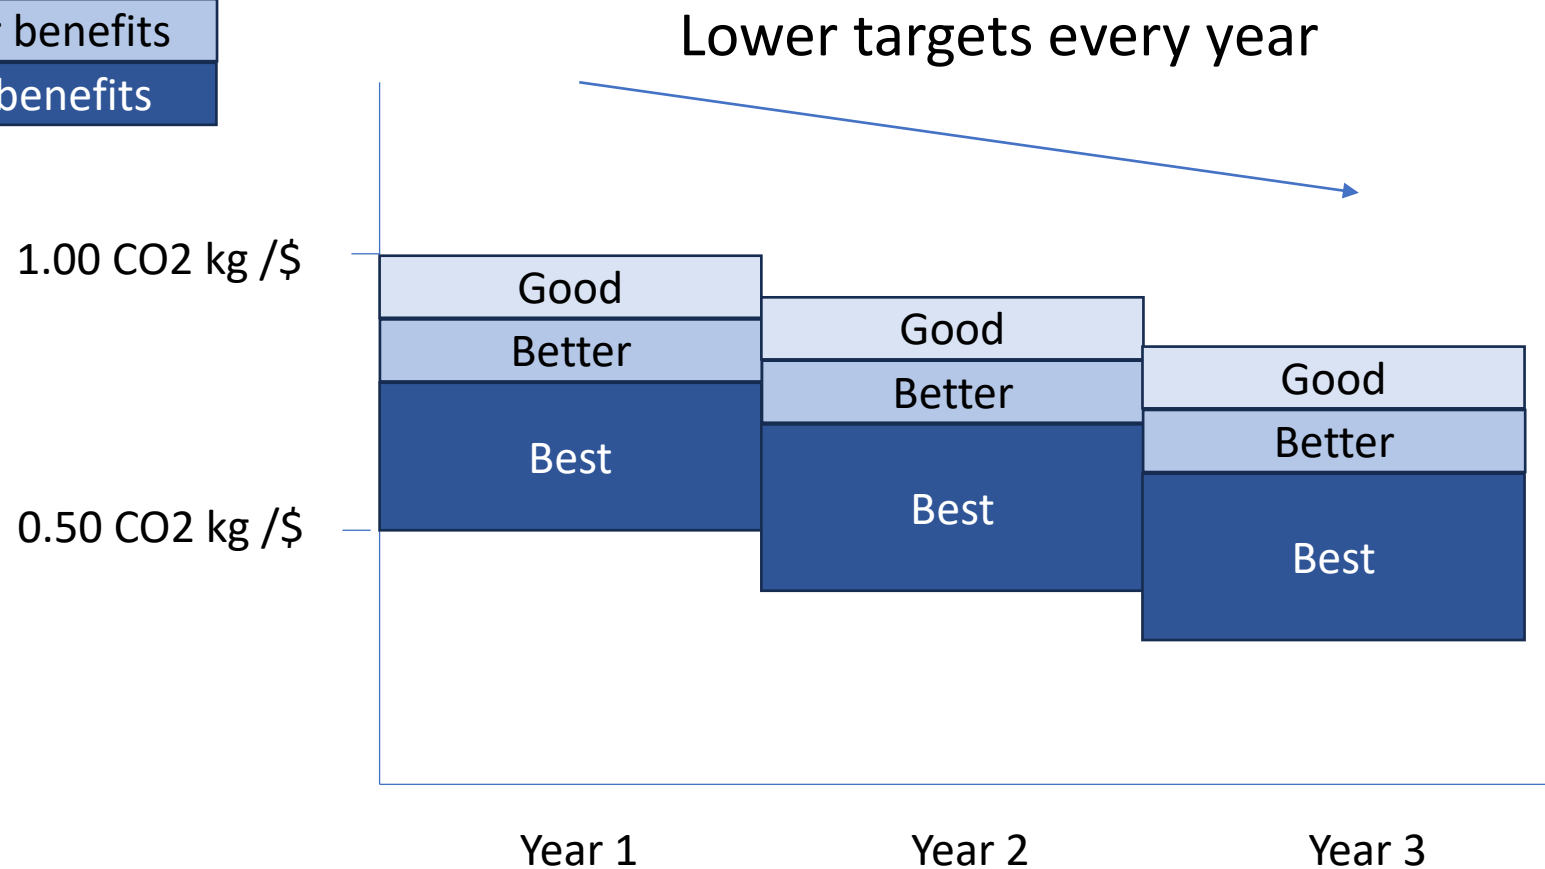 benefits
benefits
Lower targets every year
1.00 CO2 kg /$
0.50 CO2 kg /$
Good
Better
Best
Good
Better
Best
Good
Better
Best
Year 1
Year 2
Year 3